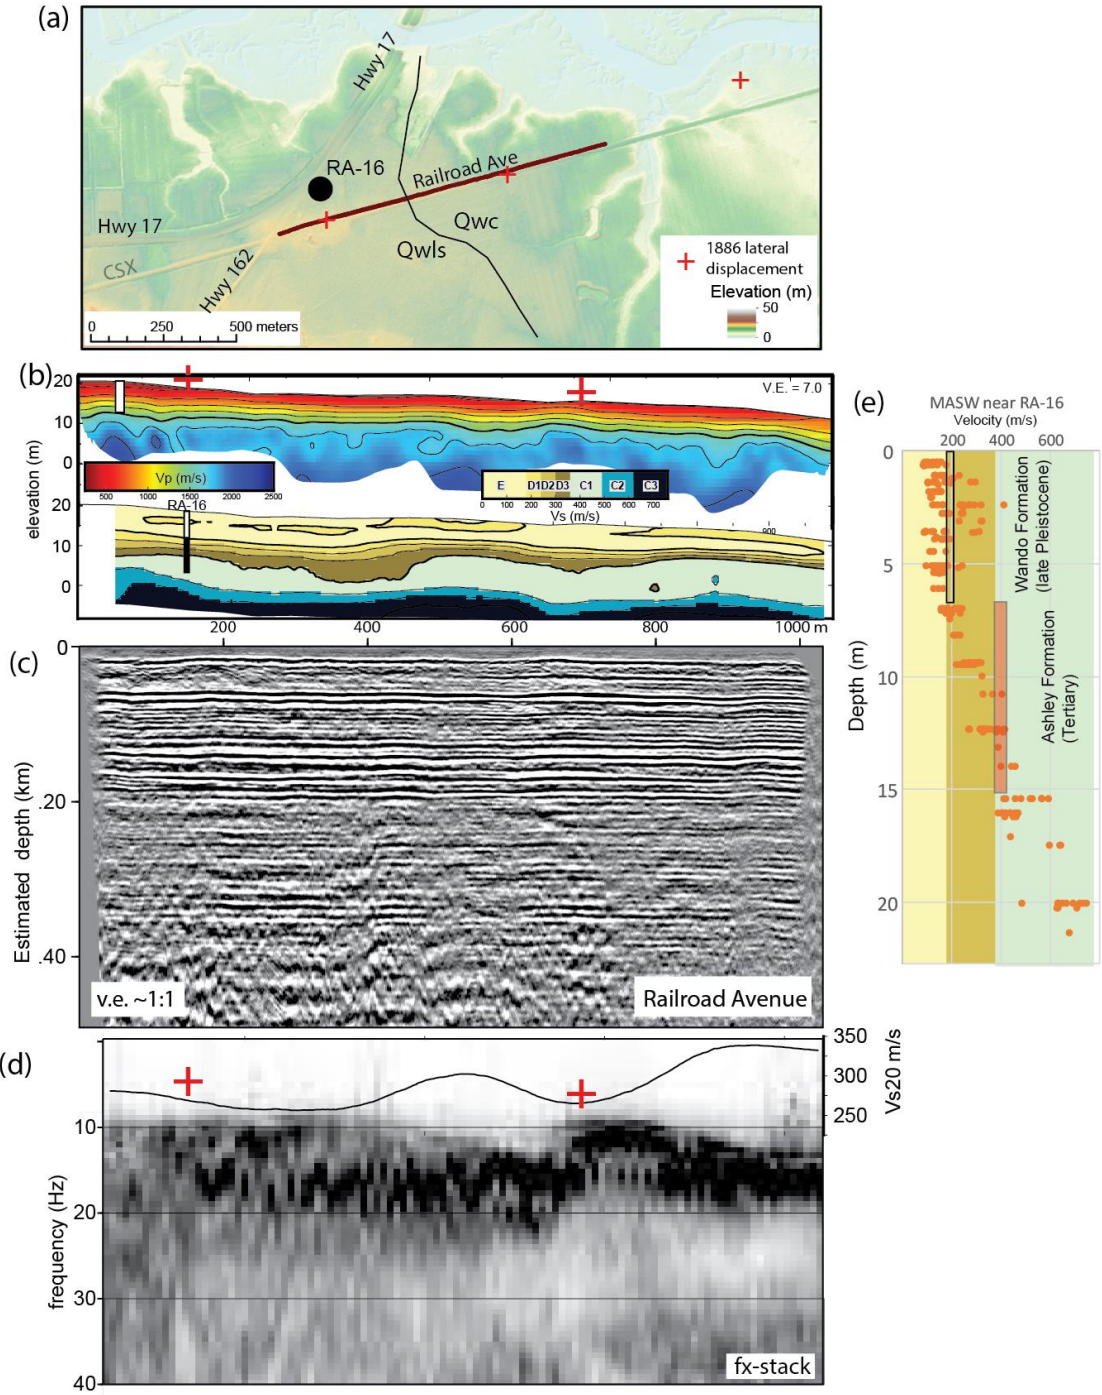 (a)
Hwy 17
RA-16
Railroad Ave
Hwy 17
Qwc
Qwls
CSX
Hwy 162
1886 lateral
displacement
Elevation (m)
50
0
0 250 500 meters
(b)
20
10
0
V.E. = 7.0
Vp (m/s)
500 1000 1500 2000 2500
RA-16
E D1 D2 D3 C1 C2 C3
0 100 200 300 400 500 600 700
Vs (m/s)
elevation (m)
20
10
0
200 400 600 800 1000 m
(c)
0
.20
.40
Estimated depth (km)
v.e. ~1:1
Railroad Avenue
(d)
350
300
250
Vs20 m/s
10
20
30
40
frequency (Hz)
fx-stack
(e)
MASW near RA-16
Velocity (m/s)
200 400 600
0
5
10
15
20
Depth (m)
Wando Formation
(late Pleistocene)
Ashley Formation
(Tertiary)